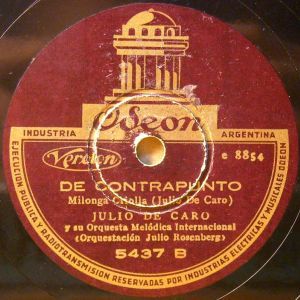 Odeon
INDUSTRIA ARGENTINA
Version e 8854
DE CONTRAPUNTO
Milonga Criolla (Julio De Caro)
JULIO DE CARO
y su Orquesta Melódica Internacional
(Orquestación Julio Rosenberg)
5437 B
EJECUCION PUBLICA Y RADIOTRANSMISION RESERVADAS POR INDUSTRIAS ELECTRICAS Y MUSICALES ODEON